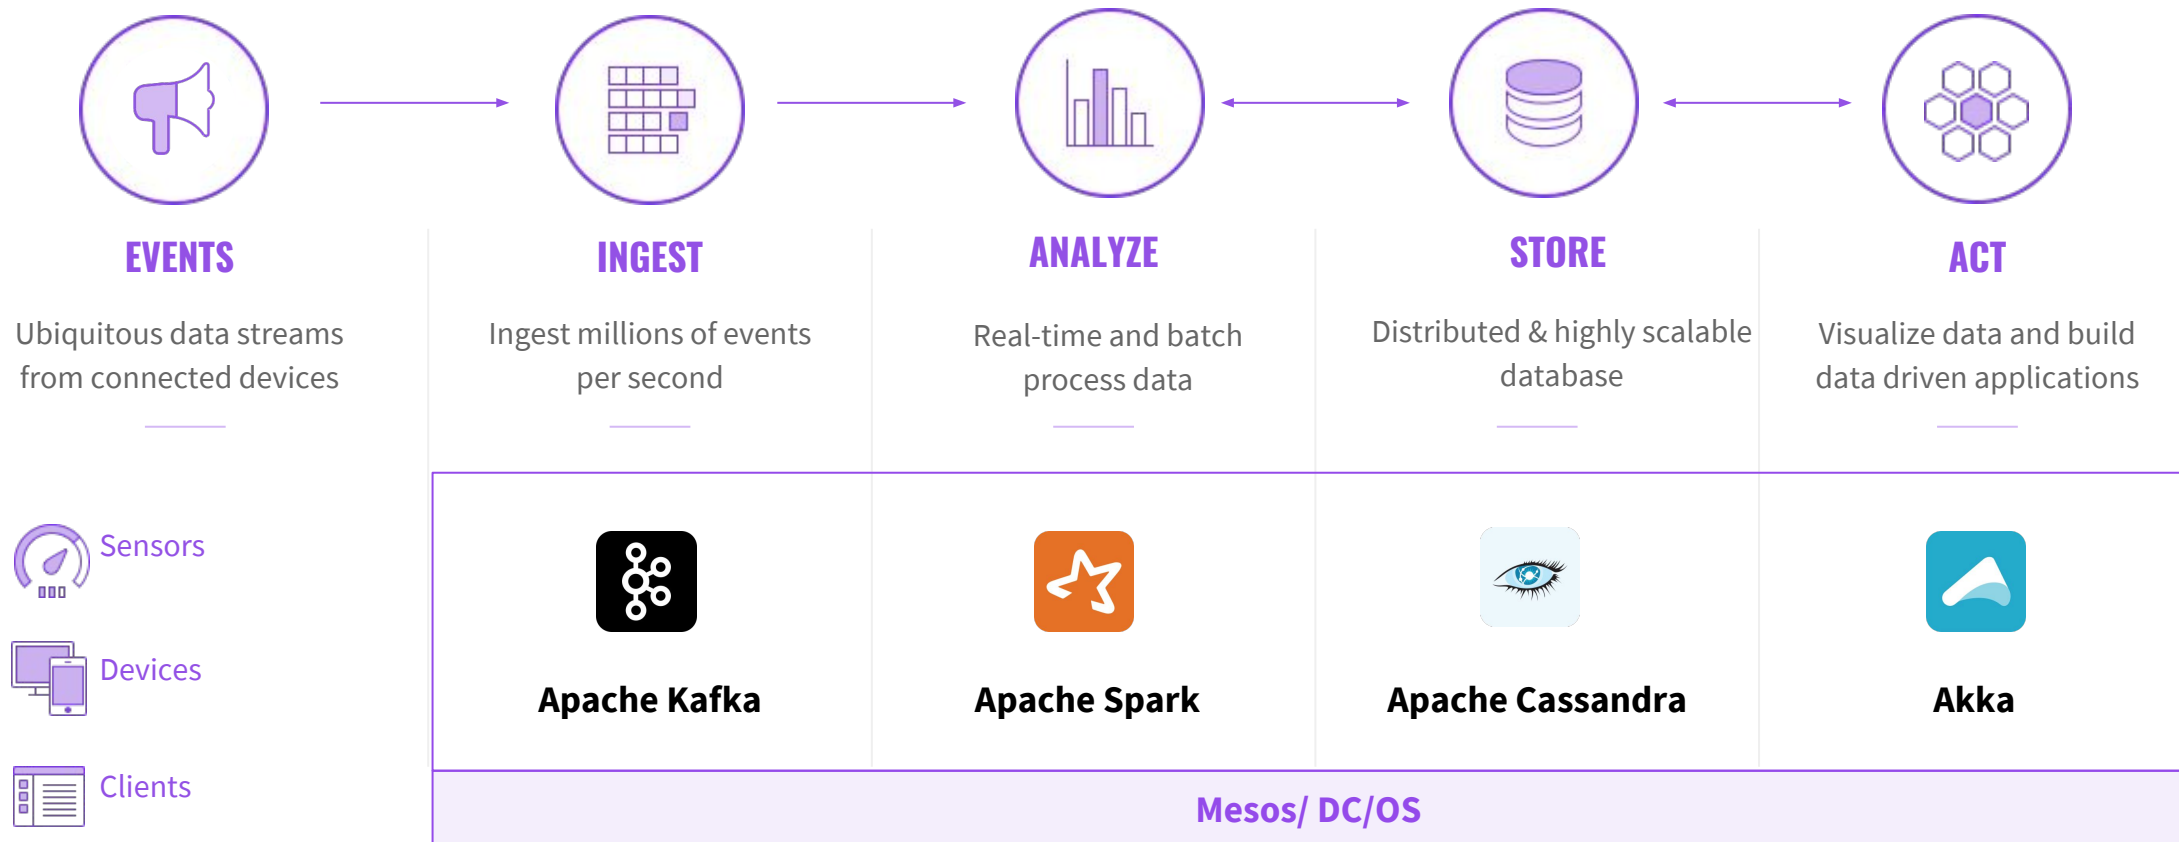 EVENTS
Ubiquitous data streams
from connected devices
Sensors
Devices
Clients
INGEST
Ingest millions of events
per second
Apache Kafka
ANALYZE
Real-time and batch
process data
Apache Spark
STORE
Distributed & highly scalable
database
Apache Cassandra
ACT
Visualize data and build
data driven applications
Akka
Mesos/ DC/OS